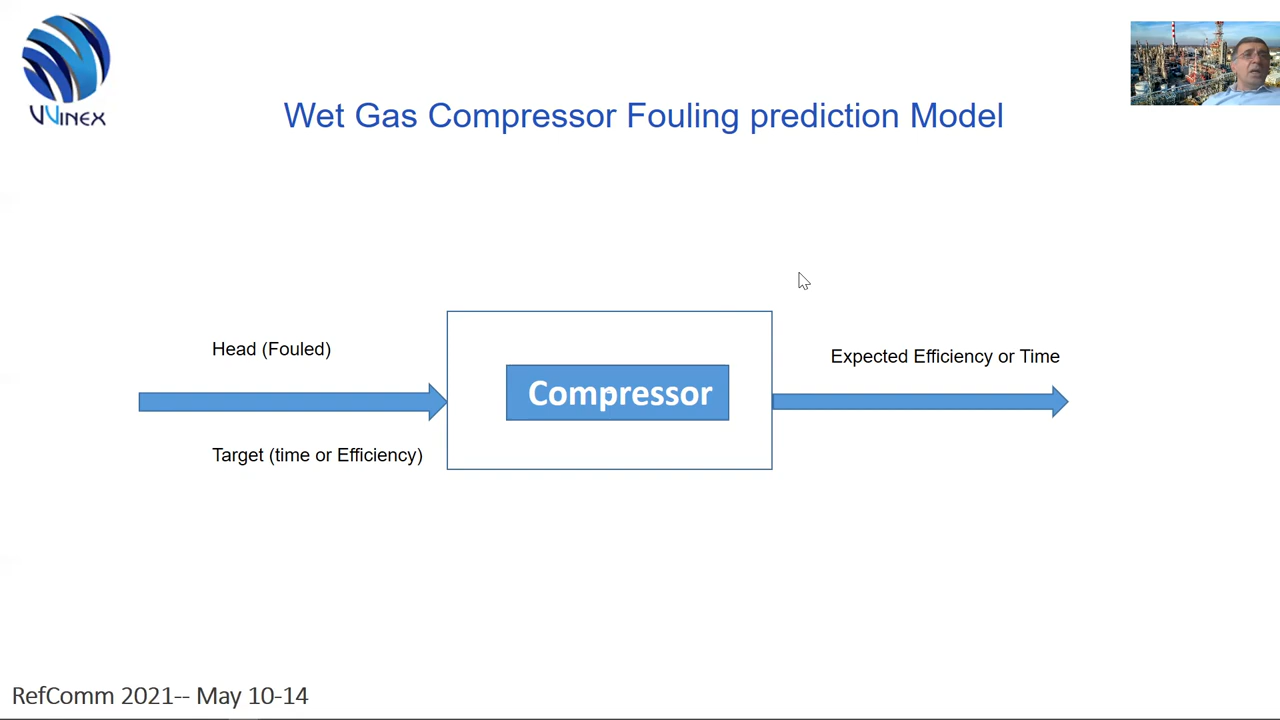 VVINEX
Wet Gas Compressor Fouling prediction Model
Head (Fouled)
Expected Efficiency or Time
Compressor
Target (time or Efficiency)
RefComm 2021-- May 10-14